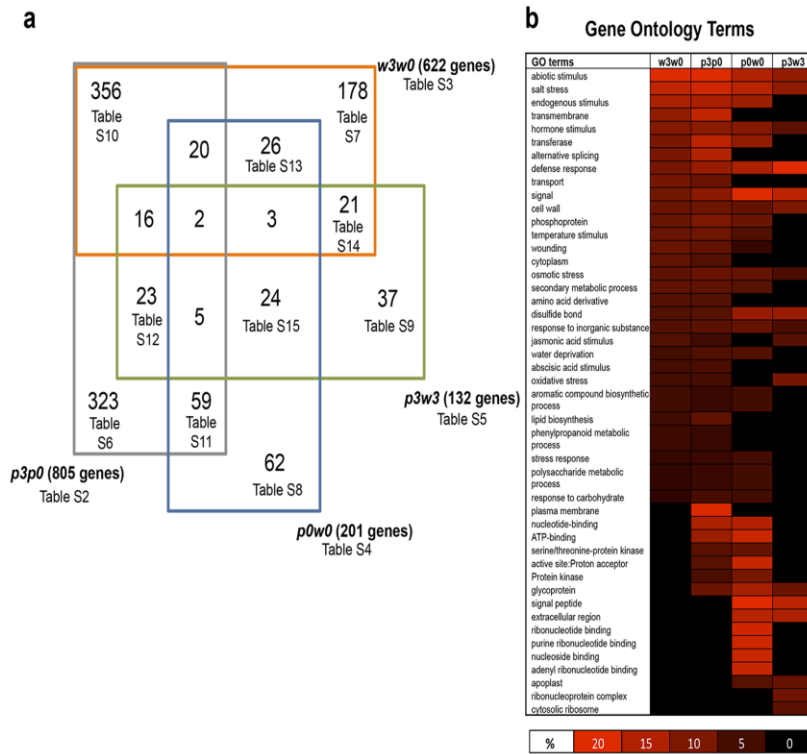 a
w3w0 (622 genes)
Table S3
356
Table
S10
178
Table
S7
20
26
Table S13
16
2
3
21
Table
S14
23
Table
S12
5
24
Table S15
37
Table S9
p3w3 (132 genes)
Table S5
323
Table
S6
59
Table
S11
62
Table S8
p3p0 (805 genes)
Table S2
p0w0 (201 genes)
Table S4
b
Gene Ontology Terms
GO terms w3w0 p3p0 p0w0 p3w3
abiotic stimulus
salt stress
endogenous stimulus
transmembrane
hormone stimulus
transferase
alternative splicing
defense response
transport
signal
cell wall
phosphoprotein
temperature stimulus
wounding
cytoplasm
osmotic stress
secondary metabolic process
amino acid derivative
disulfide bond
response to inorganic substance
jasmonic acid stimulus
water deprivation
abscisic acid stimulus
oxidative stress
aromatic compound biosynthetic
process
lipid biosynthesis
phenylpropanoid metabolic
process
stress response
polysaccharide metabolic
process
response to carbohydrate
plasma membrane
nucleotide-binding
ATP-binding
serine/threonine-protein kinase
active site:Proton acceptor
Protein kinase
glycoprotein
signal peptide
extracellular region
ribonucleotide binding
purine ribonucleotide binding
nucleoside binding
adenyl ribonucleotide binding
apoplast
ribonucleoprotein complex
cytosolic ribosome
% 20 15 10 5 0